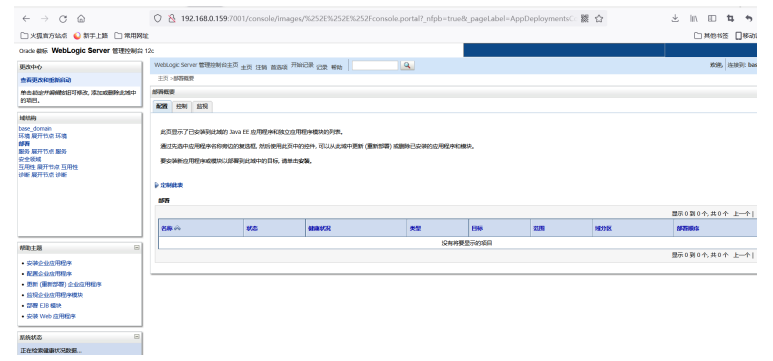 192.168.0.159:7001/console/images/%252E%252E%252Fconsole.portal?_nfpb=true&_pageLabel=AppDeployments
火狐官方站点 新手上路 常用网址 其他书签
Oracle 徽标 WebLogic Server 管理控制台 12c
更改中心
查看更改和重新启动
单击锁定并编辑按钮可修改, 添加或删除此域中的项目。
域结构
base_domain
环境 展开节点 环境
部署
服务 展开节点 服务
安全领域
互用性 展开节点 互用性
诊断 展开节点 诊断
帮助主题
安装企业应用程序
配置企业应用程序
更新 (重新部署) 企业应用程序
监视企业应用程序模块
部署 EJB 模块
安装 Web 应用程序
系统状态
正在检索健康状况数据...
WebLogic Server 管理控制台主页 主页 注销 首选项 开始记录 记录 帮助
欢迎, 连接到: bas
主页 >部署概要
部署概要
配置 控制 监视
此页显示了已安装到此域的 Java EE 应用程序和独立应用程序模块的列表。
通过先选中应用程序名称旁边的复选框, 然后使用此页中的控件, 可以从此域中更新 (重新部署) 或删除已安装的应用程序和模块。
要安装新应用程序或模块以部署到此域中的目标, 请单击安装。
定制此表
部署
显示 0 到 0 个, 共 0 个 上一个 |
名称 状态 健康状况 类型 目标 范围 域分区 部署顺序
没有将要显示的项目
显示 0 到 0 个, 共 0 个 上一个 |